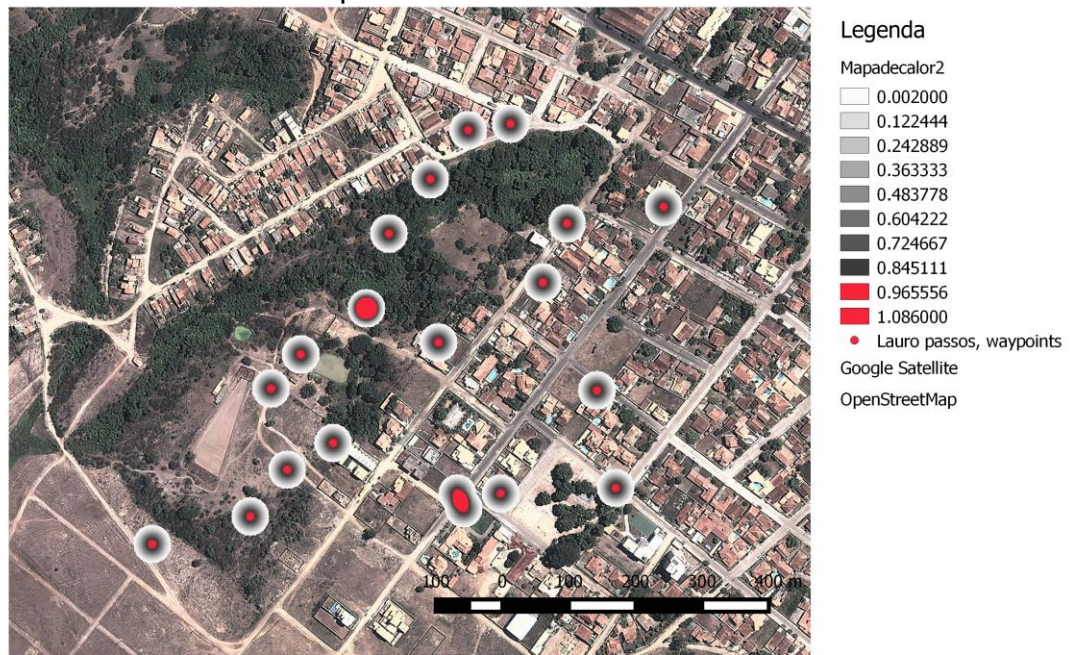 Legenda
Mapadecalor2
0.002000
0.122444
0.242889
0.363333
0.483778
0.604222
0.724667
0.845111
0.965556
1.086000
Lauro passos, waypoints
Google Satellite
OpenStreetMap
100 0 100 200 300 400 m